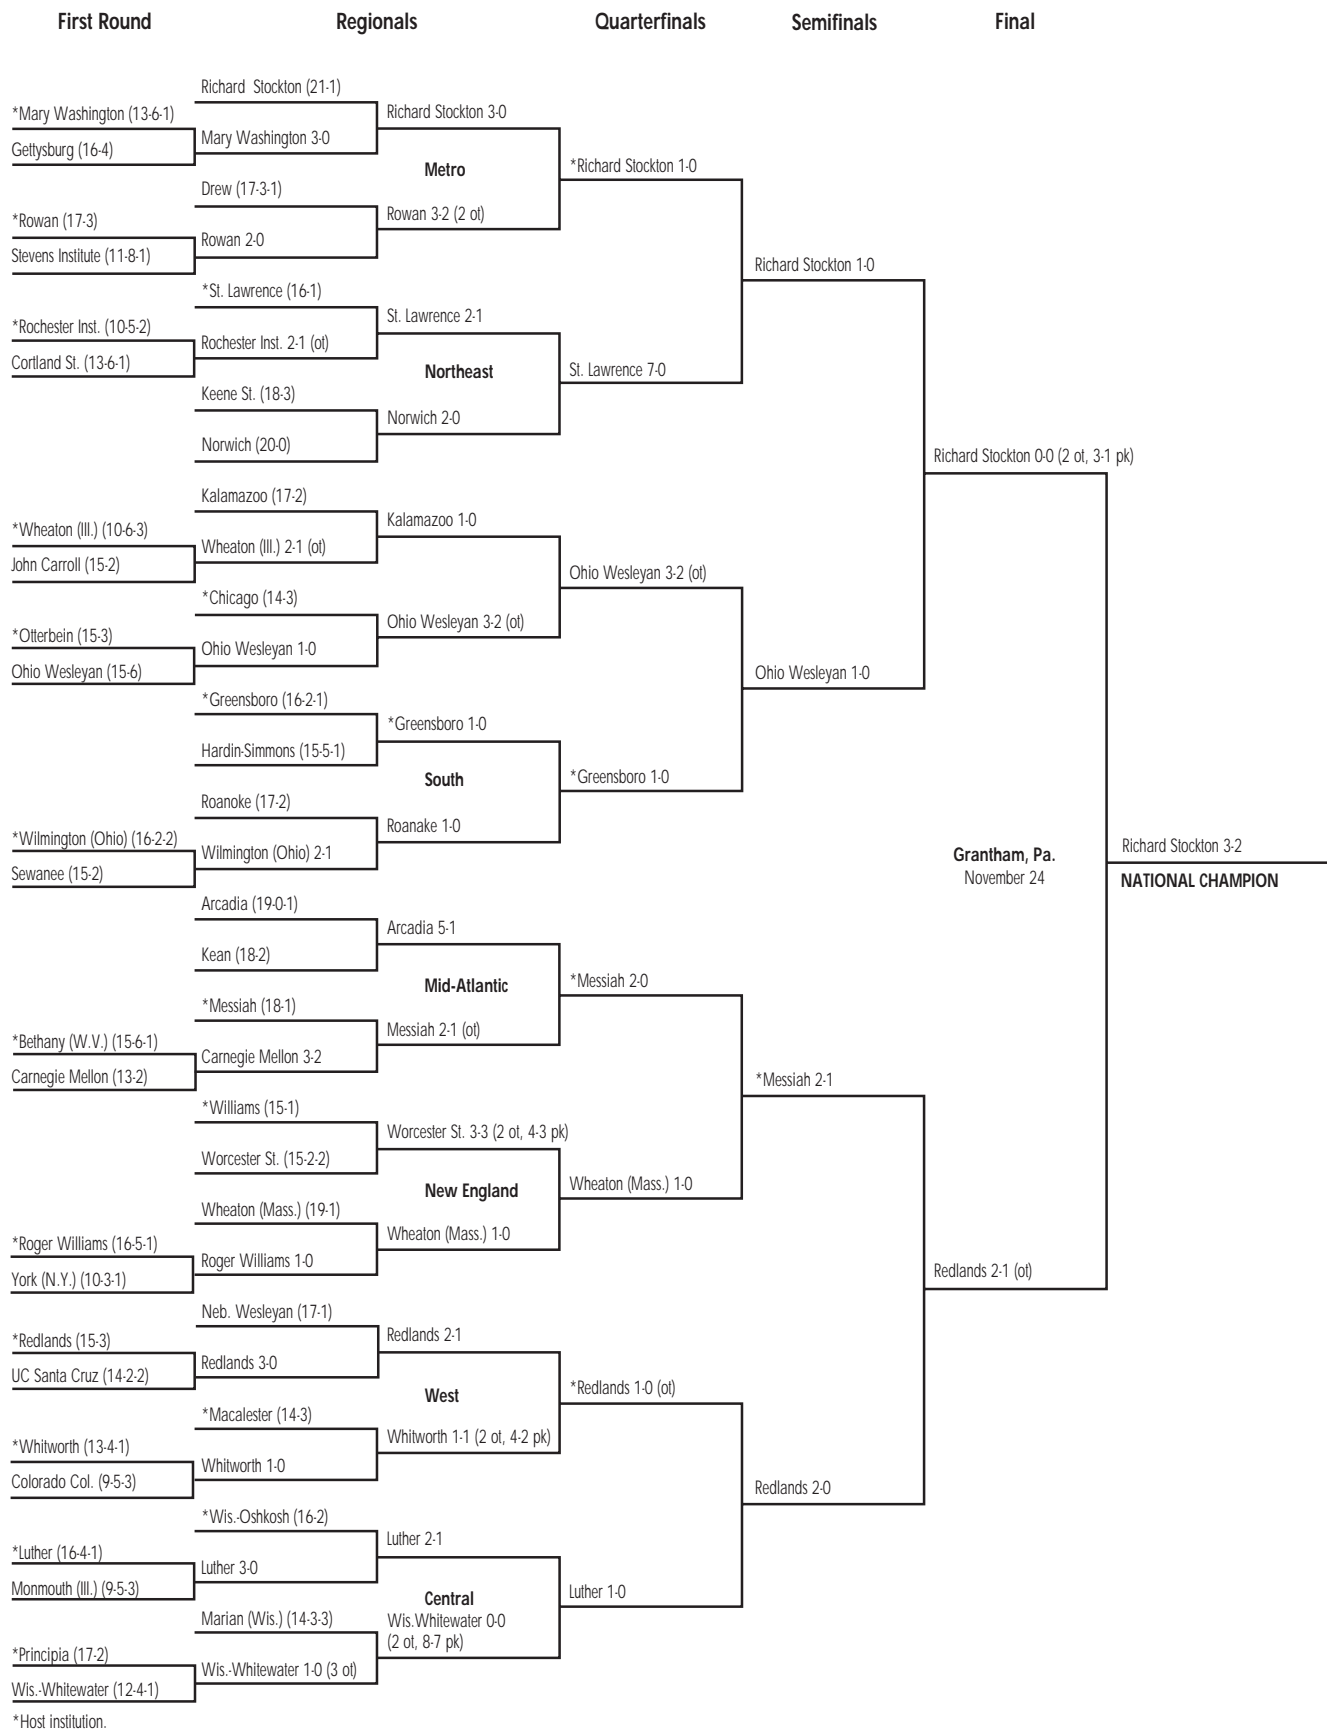 First Round
Regionals
Quarterfinals
Semifinals
Final
Richard Stockton (21-1)
*Mary Washington (13-6-1)
Richard Stockton 3-0
Mary Washington 3-0
Gettysburg (16-4)
Metro
*Richard Stockton 1-0
Drew (17-3-1)
*Rowan (17-3)
Rowan 3-2 (2 ot)
Rowan 2-0
Stevens Institute (11-8-1)
Richard Stockton 1-0
*St. Lawrence (16-1)
St. Lawrence 2-1
*Rochester Inst. (10-5-2)
Rochester Inst. 2-1 (ot)
Cortland St. (13-6-1)
Northeast
St. Lawrence 7-0
Keene St. (18-3)
Norwich 2-0
Norwich (20-0)
Richard Stockton 0-0 (2 ot, 3-1 pk)
Kalamazoo (17-2)
Kalamazoo 1-0
*Wheaton (Ill.) (10-6-3)
Wheaton (Ill.) 2-1 (ot)
John Carroll (15-2)
Ohio Wesleyan 3-2 (ot)
*Chicago (14-3)
Ohio Wesleyan 3-2 (ot)
*Otterbein (15-3)
Ohio Wesleyan 1-0
Ohio Wesleyan (15-6)
Ohio Wesleyan 1-0
*Greensboro (16-2-1)
*Greensboro 1-0
Hardin-Simmons (15-5-1)
South
*Greensboro 1-0
Roanoke (17-2)
Roanake 1-0
*Wilmington (Ohio) (16-2-2)
Wilmington (Ohio) 2-1
Sewanee (15-2)
Grantham, Pa.
November 24
Richard Stockton 3-2
NATIONAL CHAMPION
Arcadia (19-0-1)
Arcadia 5-1
Kean (18-2)
Mid-Atlantic
*Messiah 2-0
*Messiah (18-1)
Messiah 2-1 (ot)
*Bethany (W.V.) (15-6-1)
Carnegie Mellon 3-2
Carnegie Mellon (13-2)
*Messiah 2-1
*Williams (15-1)
Worcester St. 3-3 (2 ot, 4-3 pk)
Worcester St. (15-2-2)
New England
Wheaton (Mass.) 1-0
Wheaton (Mass.) (19-1)
Wheaton (Mass.) 1-0
*Roger Williams (16-5-1)
Roger Williams 1-0
York (N.Y.) (10-3-1)
Redlands 2-1 (ot)
Neb. Wesleyan (17-1)
Redlands 2-1
*Redlands (15-3)
Redlands 3-0
UC Santa Cruz (14-2-2)
West
*Redlands 1-0 (ot)
*Macalester (14-3)
Whitworth 1-1 (2 ot, 4-2 pk)
*Whitworth (13-4-1)
Whitworth 1-0
Colorado Col. (9-5-3)
Redlands 2-0
*Wis.-Oshkosh (16-2)
Luther 2-1
*Luther (16-4-1)
Luther 3-0
Monmouth (Ill.) (9-5-3)
Central
Luther 1-0
Marian (Wis.) (14-3-3)
Wis.Whitewater 0-0
(2 ot, 8-7 pk)
*Principia (17-2)
Wis.-Whitewater 1-0 (3 ot)
Wis.-Whitewater (12-4-1)
*Host institution.